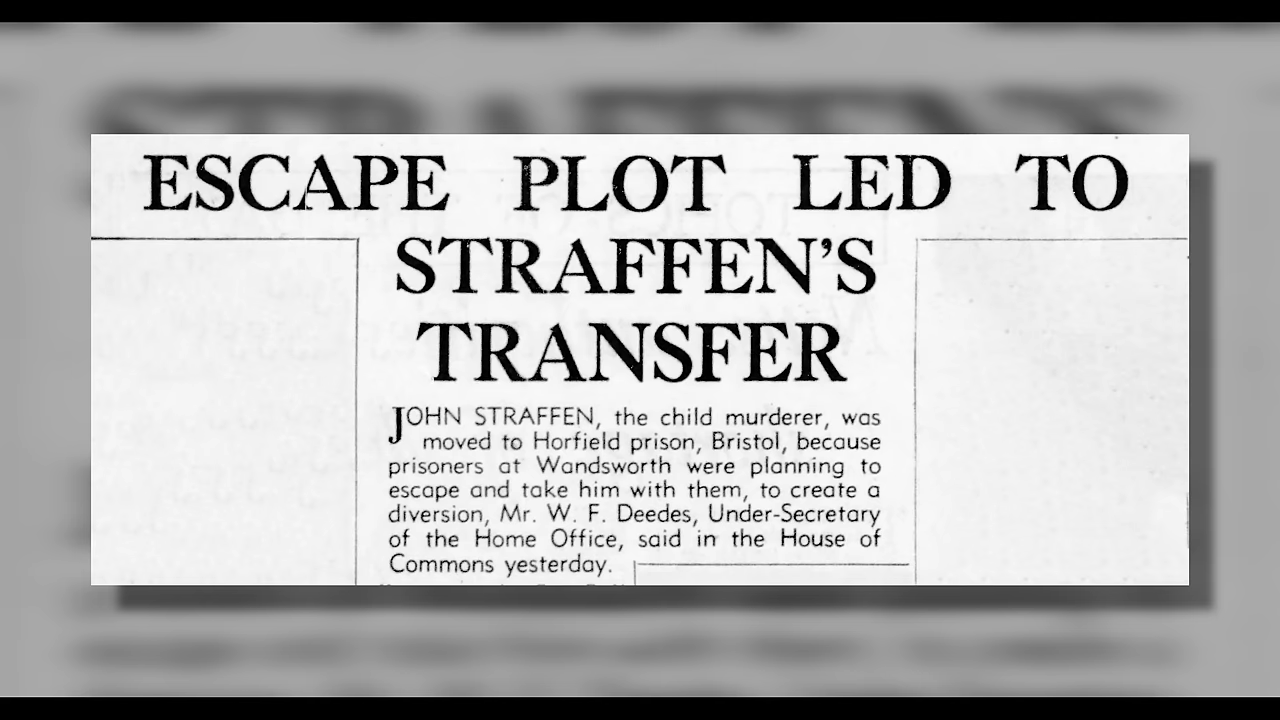 ESCAPE PLOT LED TO
STRAFFEN'S
TRANSFER
JOHN STRAFFEN, the child murderer, was
moved to Horfield prison, Bristol, because
prisoners at Wandsworth were planning to
escape and take him with them, to create a
diversion, Mr. W. F. Deedes, Under-Secretary
of the Home Office, said in the House of
Commons yesterday.